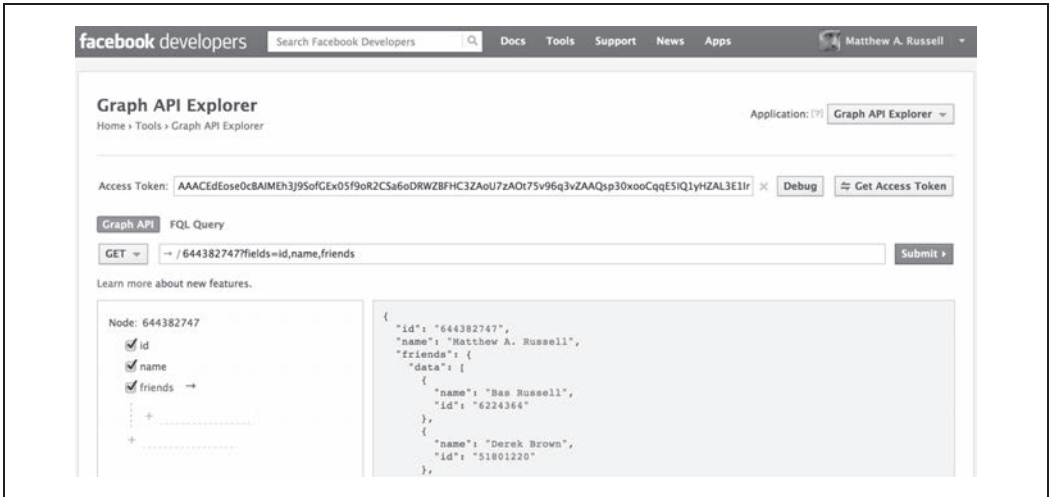 facebook developers Search Facebook Developers Docs Tools Support News Apps Matthew A. Russell
Graph API Explorer
Home › Tools › Graph API Explorer
Application: [?] Graph API Explorer
Access Token: AAACEdEose0cBAIMEh3J9SofGEx05f9oR2CSa6oDRWZBFHC3ZAoU7zAOt75v96q3vZAAQsp30xooCqqE5IQ1yHZAL3E1Ir × Debug ⇆ Get Access Token
Graph API FQL Query
GET → / 644382747?fields=id,name,friends Submit ›
Learn more about new features.
Node: 644382747
id
name
friends →
+
+
{
"id": "644382747",
"name": "Matthew A. Russell",
"friends": {
"data": [
{
"name": "Bas Russell",
"id": "6224364"
},
{
"name": "Derek Brown",
"id": "51801220"
},